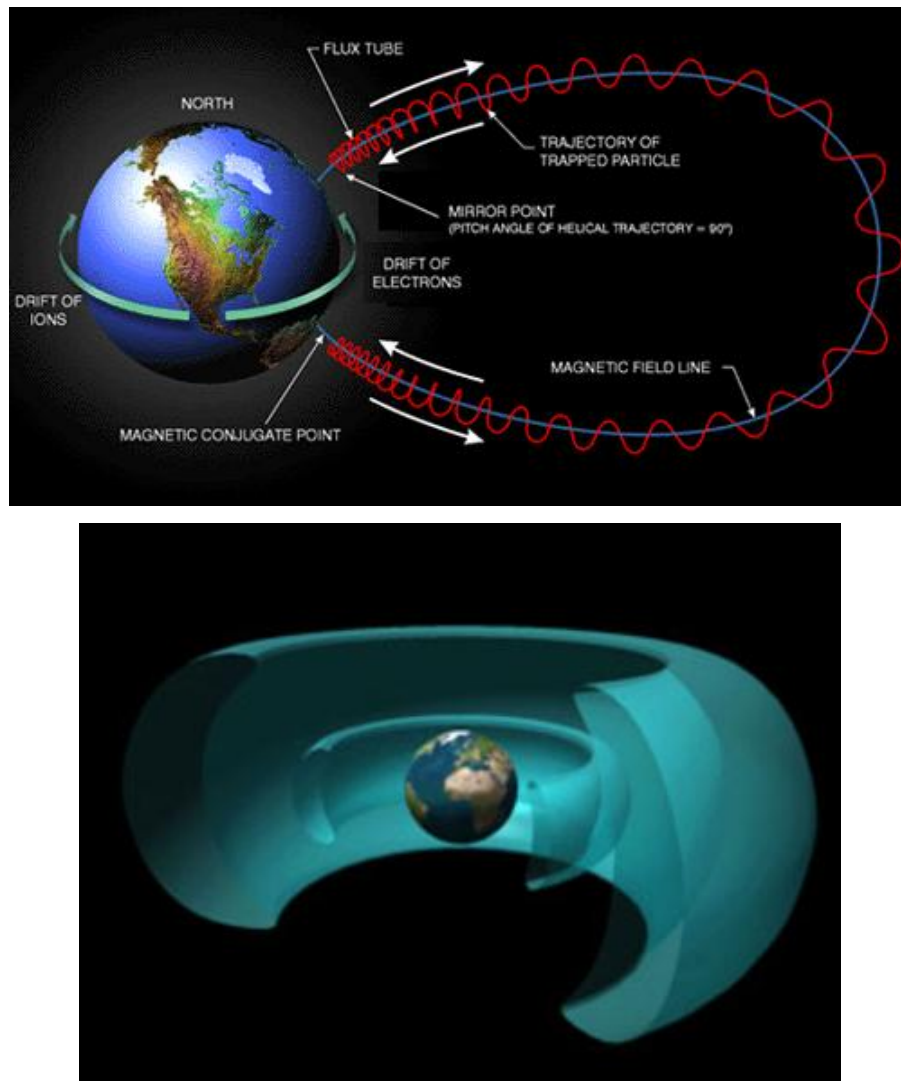 FLUX TUBE
NORTH
TRAJECTORY OF
TRAPPED PARTICLE
MIRROR POINT
(PITCH ANGLE OF HELICAL TRAJECTORY = 90º)
DRIFT OF
ELECTRONS
DRIFT OF
IONS
MAGNETIC FIELD LINE
MAGNETIC CONJUGATE POINT